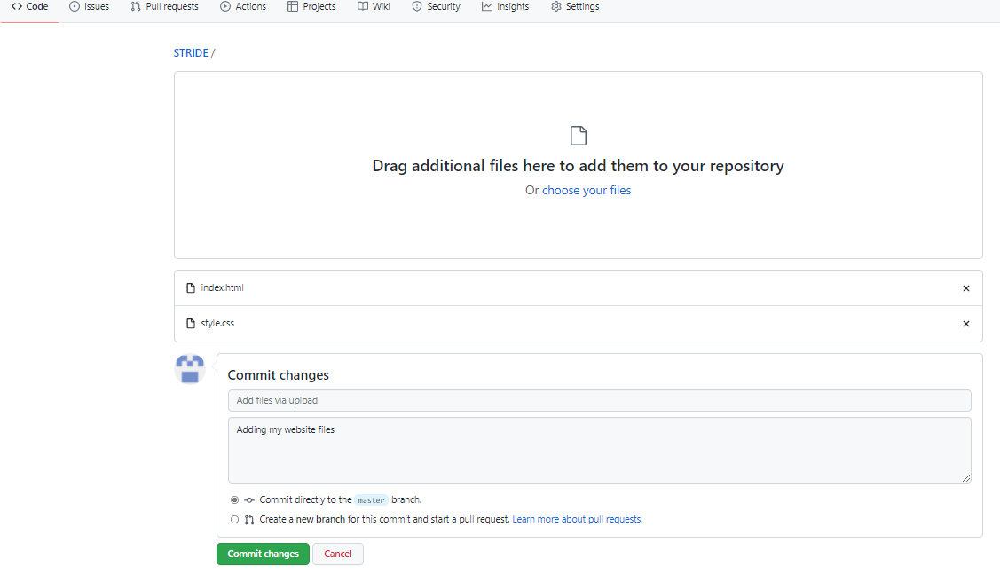 Code Issues Pull requests Actions Projects Wiki Security Insights Settings
STRIDE /
Drag additional files here to add them to your repository
Or choose your files
index.html
style.css
Commit changes
Add files via upload
Adding my website files
Commit directly to the master branch.
Create a new branch for this commit and start a pull request. Learn more about pull requests.
Commit changes Cancel